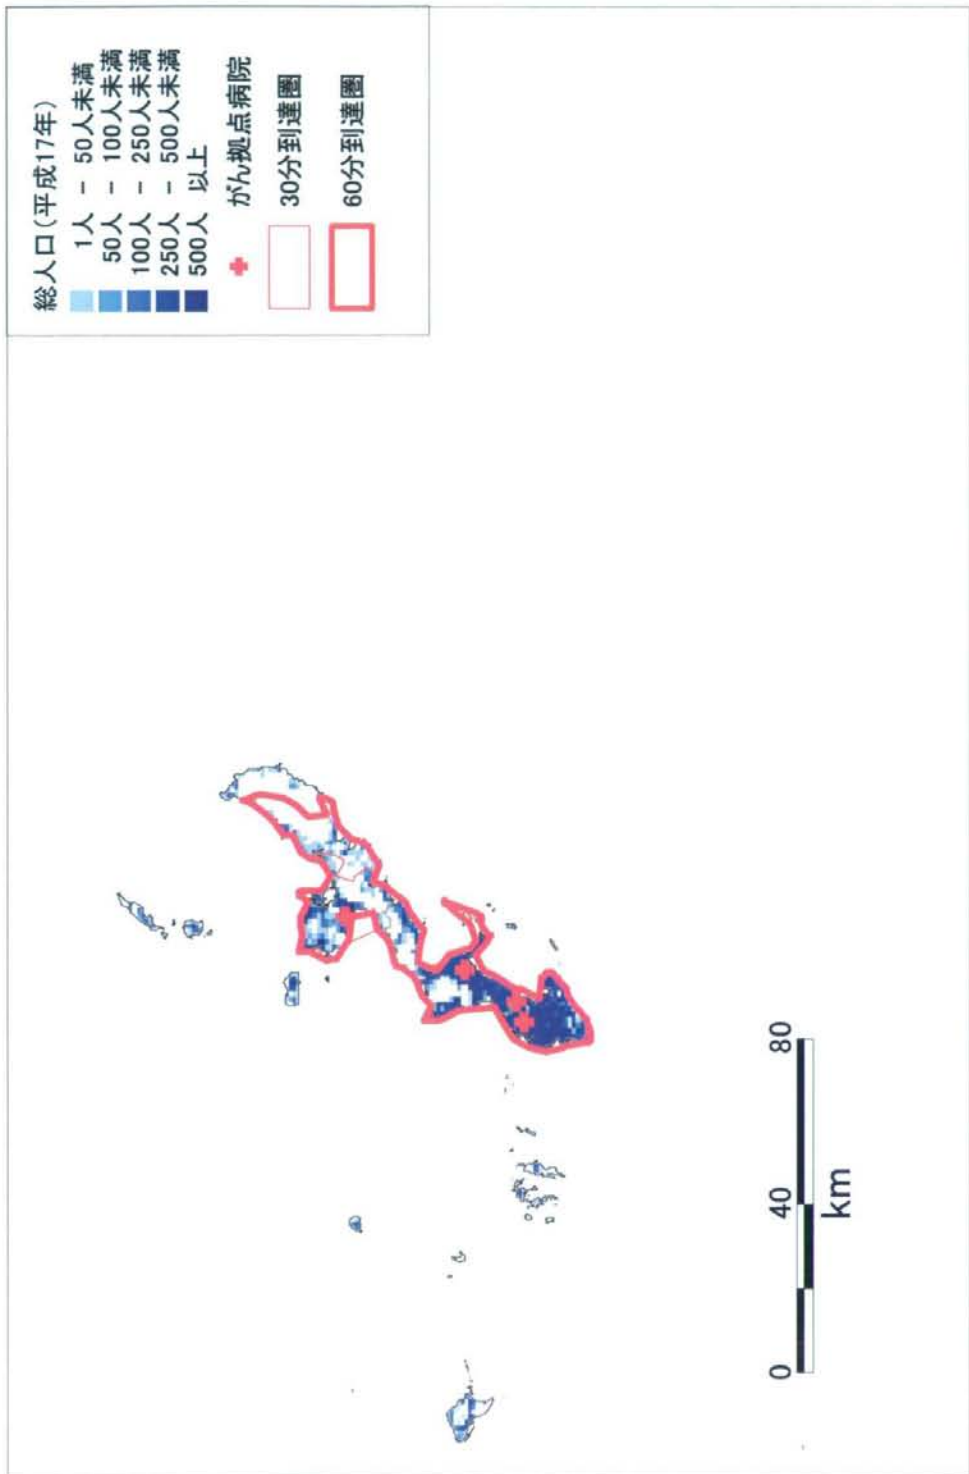 総人口(平成17年)
1人 － 50人未満
50人 － 100人未満
100人 － 250人未満
250人 － 500人未満
500人 以上
がん拠点病院
30分到達圏
60分到達圏
0 40 80
km